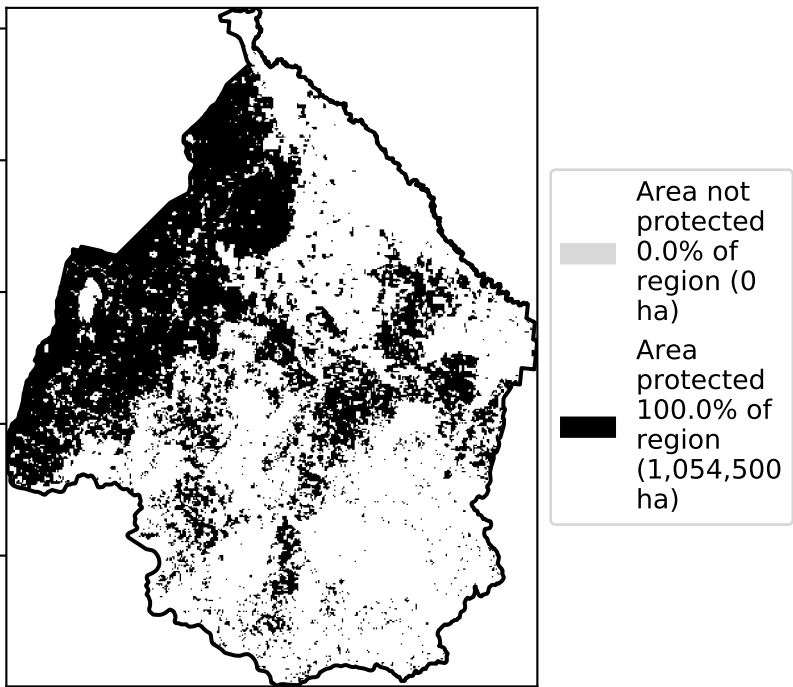 Area not
protected
0.0% of
region (0
ha)
Area
protected
100.0% of
region
(1,054,500
ha)